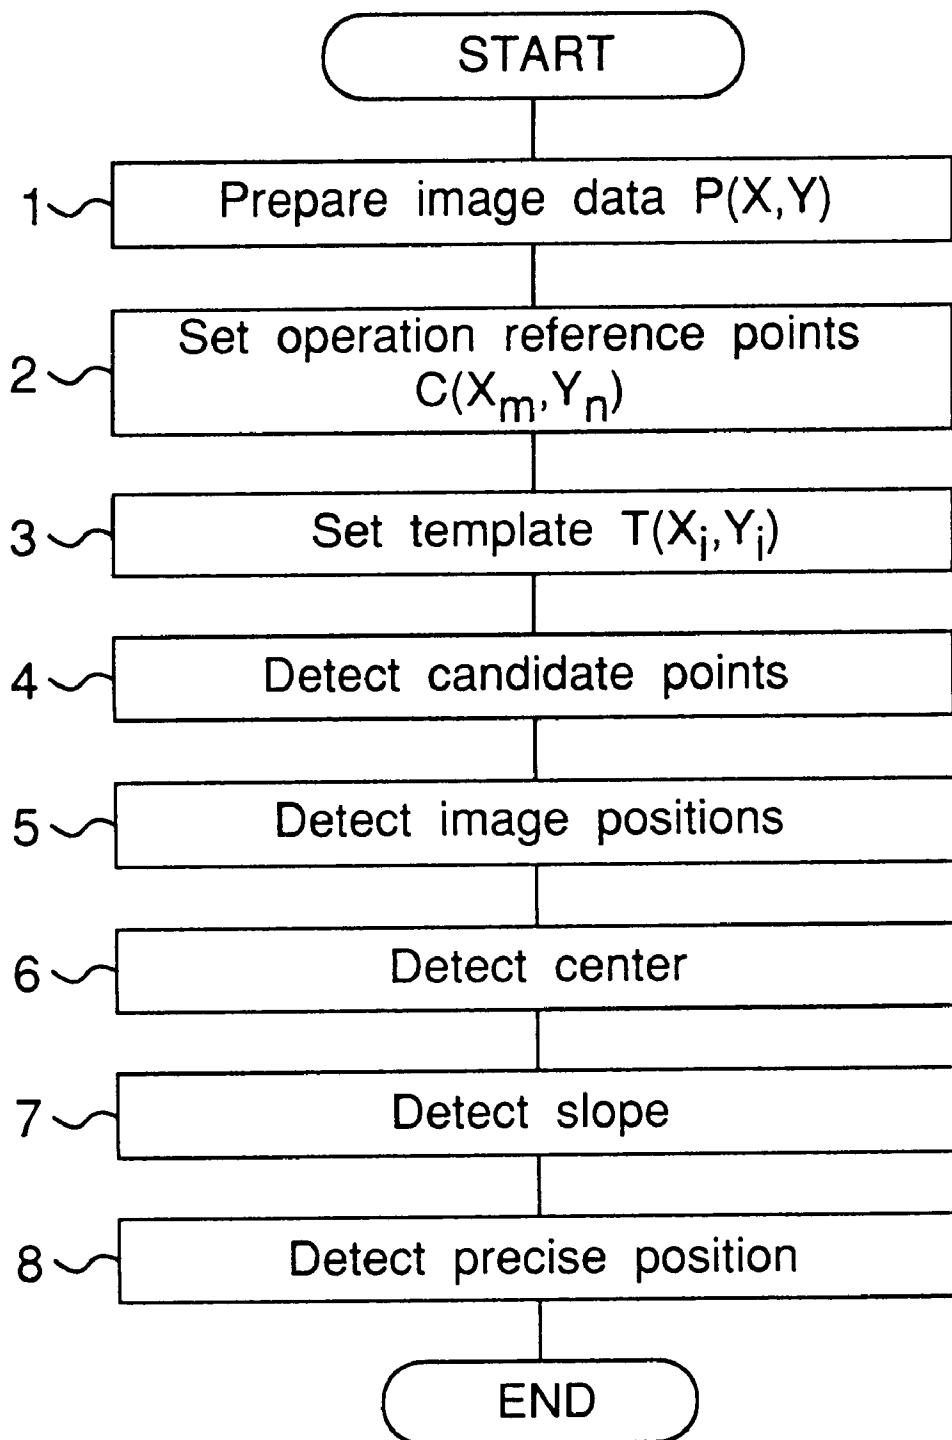 START
1 Prepare image data P(X,Y)
Set operation reference points
2 C(Xm,Yn)
3 Set template T(Xi,Yj)
4 Detect candidate points
5 Detect image positions
6 Detect center
7 Detect slope
8 Detect precise position
END